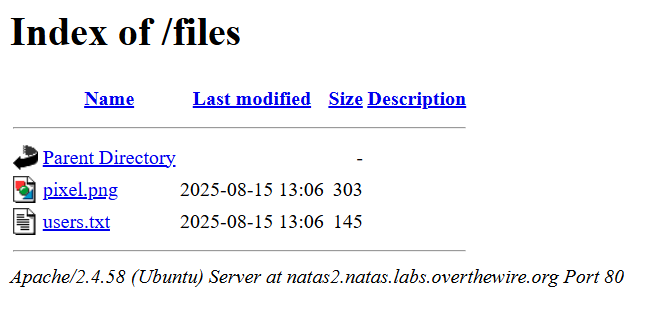 Index of /files
Name Last modified Size Description
Parent Directory -
pixel.png 2025-08-15 13:06 303
users.txt 2025-08-15 13:06 145
Apache/2.4.58 (Ubuntu) Server at natas2.natas.labs.overthewire.org Port 80